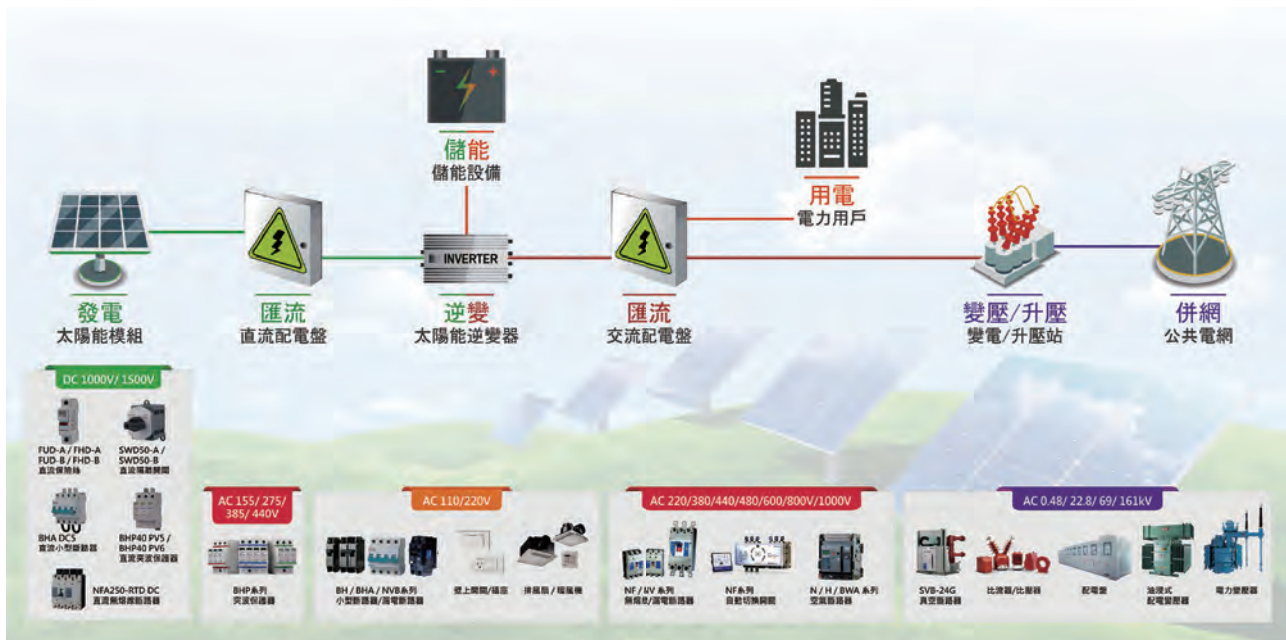 儲能
儲能設備
用電
電力用戶
INVERTER
發電
太陽能模組
匯流
直流配電盤
逆變
太陽能逆變器
匯流
交流配電盤
變壓/升壓
變電/升壓站
併網
公共電網
DC 1000V/ 1500V
FUD-A / FHD-A
FUD-B / FHD-B
直流保險絲
SWD50-A /
SWD50-B
直流隔離開關
BHA DC5
直流小型斷路器
BHP40 PV5 /
BHP40 PV6
直流突波保護器
NFA250-RTD DC
直流無熔線斷路器
AC 155/ 275/
385/ 440V
BHP系列
突波保護器
AC 110/220V
BH / BHA / NVB系列
小型斷路器/漏電斷路器
壁上開關/插座
排風扇 / 暖風機
AC 220/380/440/480/600/800V/1000V
NF / NV 系列
無熔絲/漏電斷路器
NF系列
自動切換開關
N / H / BWA 系列
空氣斷路器
AC 0.48/ 22.8/ 69/ 161kV
SVB-24G
真空斷路器
比流器/比壓器
配電盤
油浸式
配電變壓器
電力變壓器